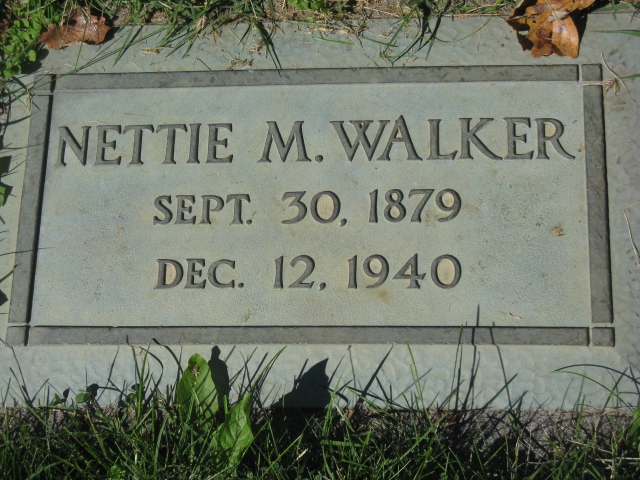 NETTIE M. WALKER
SEPT. 30, 1879
DEC. 12, 1940